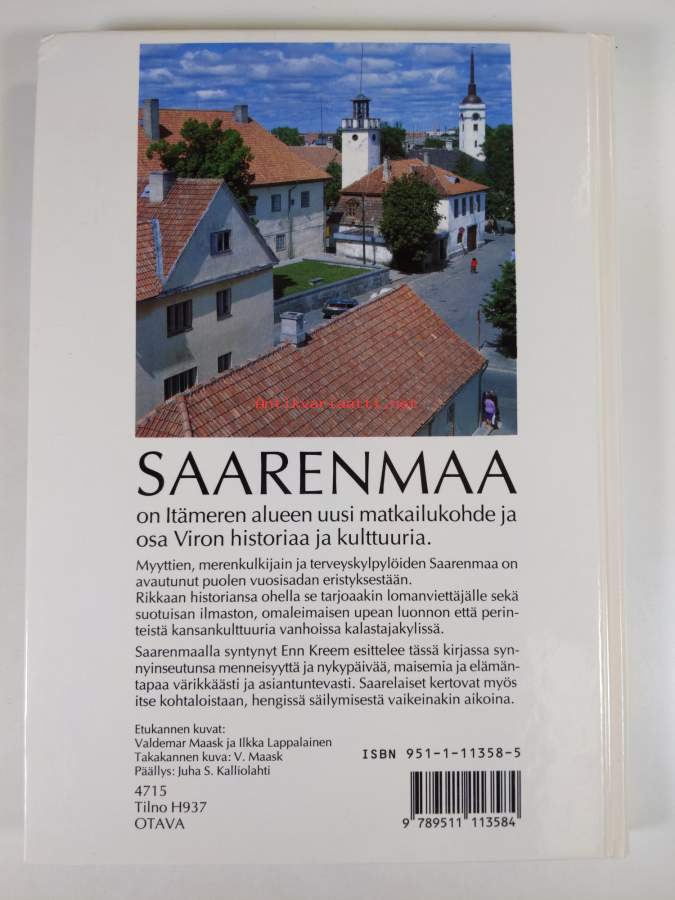 Antikvariaatti.net
SAARENMAA
on Itämeren alueen uusi matkailukohde ja
osa Viron historiaa ja kulttuuria.
Myyttien, merenkulkijain ja terveyskylpylöiden Saarenmaa on
avautunut puolen vuosisadan eristyksestään.
Rikkaan historiansa ohella se tarjoaakin lomanviettäjälle sekä
suotuisan ilmaston, omaleimaisen upean luonnon että perin-
teistä kansankulttuuria vanhoissa kalastajakylissä.
Saarenmaalla syntynyt Enn Kreem esittelee tässä kirjassa syn-
nyinseutunsa menneisyyttä ja nykypäivää, maisemia ja elämän-
tapaa värikkäästi ja asiantuntevasti. Saarelaiset kertovat myös
itse kohtaloistaan, hengissä säilymisestä vaikeinakin aikoina.
Etukannen kuvat:
Valdemar Maask ja Ilkka Lappalainen
Takakannen kuva: V. Maask
Päällys: Juha S. Kalliolahti
4715
Tilno H937
OTAVA
ISBN 951-1-11358-5
9 789511 113584